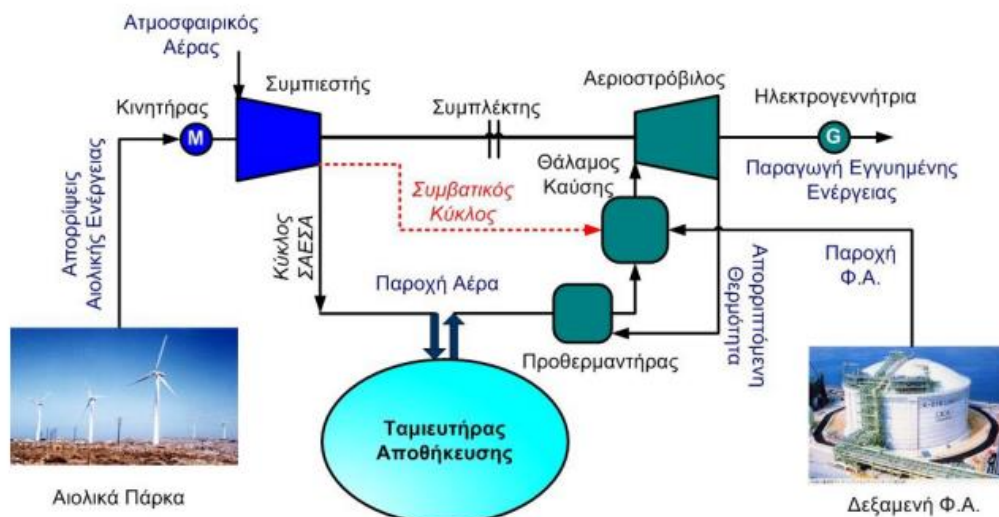 Ατμοσφαιρικός
Αέρας
Συμπιεστής
Κινητήρας
M
Συμπλέκτης
Αεριοστρόβιλος
Ηλεκτρογεννήτρια
G
Παραγωγή Εγγυημένης
Ενέργειας
Θάλαμος
Καύσης
Συμβατικός
Κύκλος
Απορρίψεις
Αιολικής Ενέργειας
Κύκλος
ΣΑΕΣΑ
Παροχή Αέρα
Προθερμαντήρας
Απορριπτόμενη
Θερμότητα
Παροχή
Φ.Α.
Ταμιευτήρας
Αποθήκευσης
Αιολικά Πάρκα
Δεξαμενή Φ.Α.